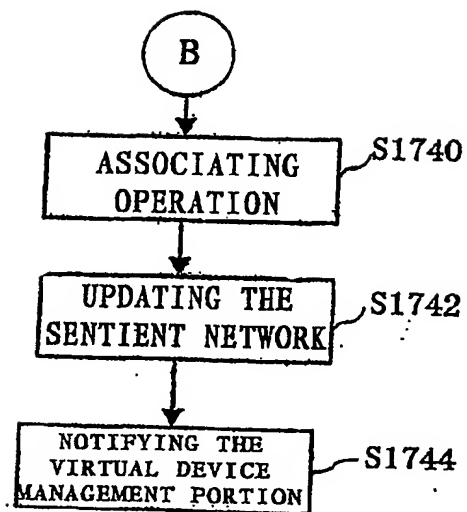 B
ASSOCIATING
OPERATION
S1740
UPDATING THE
SENTIENT NETWORK
S1742
NOTIFYING THE
VIRTUAL DEVICE
MANAGEMENT PORTION
S1744